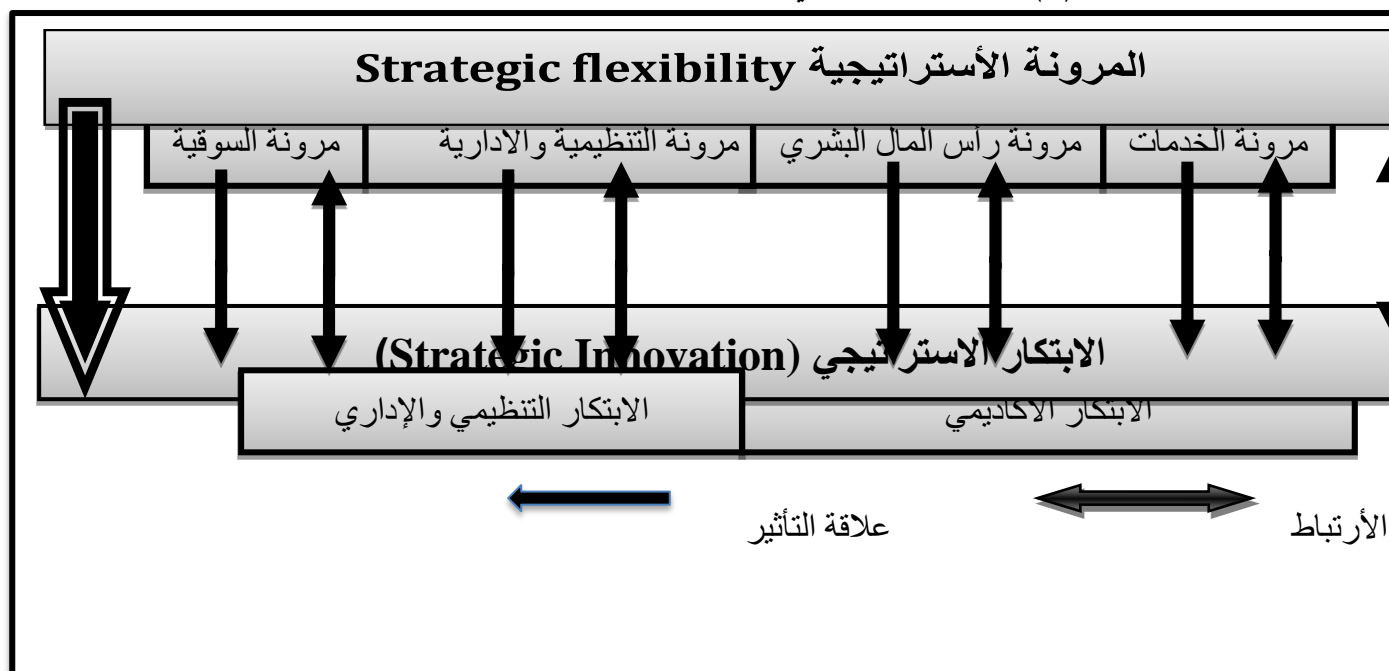 المرونة الأستراتيجية Strategic flexibility
مرونة الخدمات
مرونة رأس المال البشري
مرونة التنظيمية والادارية
مرونة السوقية
الابتكار الاستراتيجي (Strategic Innovation)
الابتكار الاكاديمي
الابتكار التنظيمي والإداري
الأرتباط
علاقة التأثير